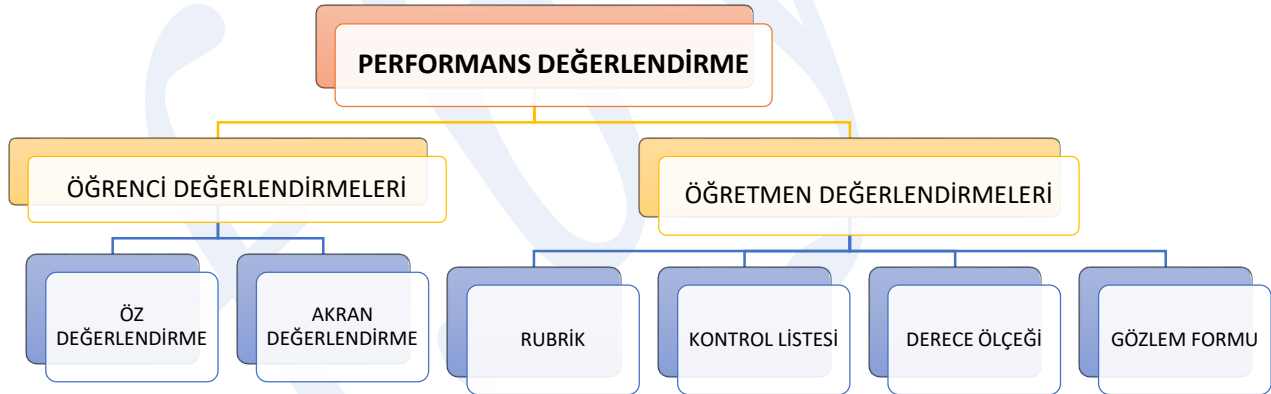 PERFORMANS DEĞERLENDİRME
ÖĞRENCİ DEĞERLENDİRMELERİ
ÖĞRETMEN DEĞERLENDİRMELERİ
ÖZ
DEĞERLENDİRME
AKRAN
DEĞERLENDİRME
RUBRİK
KONTROL LİSTESİ
DERECE ÖLÇEĞİ
GÖZLEM FORMU